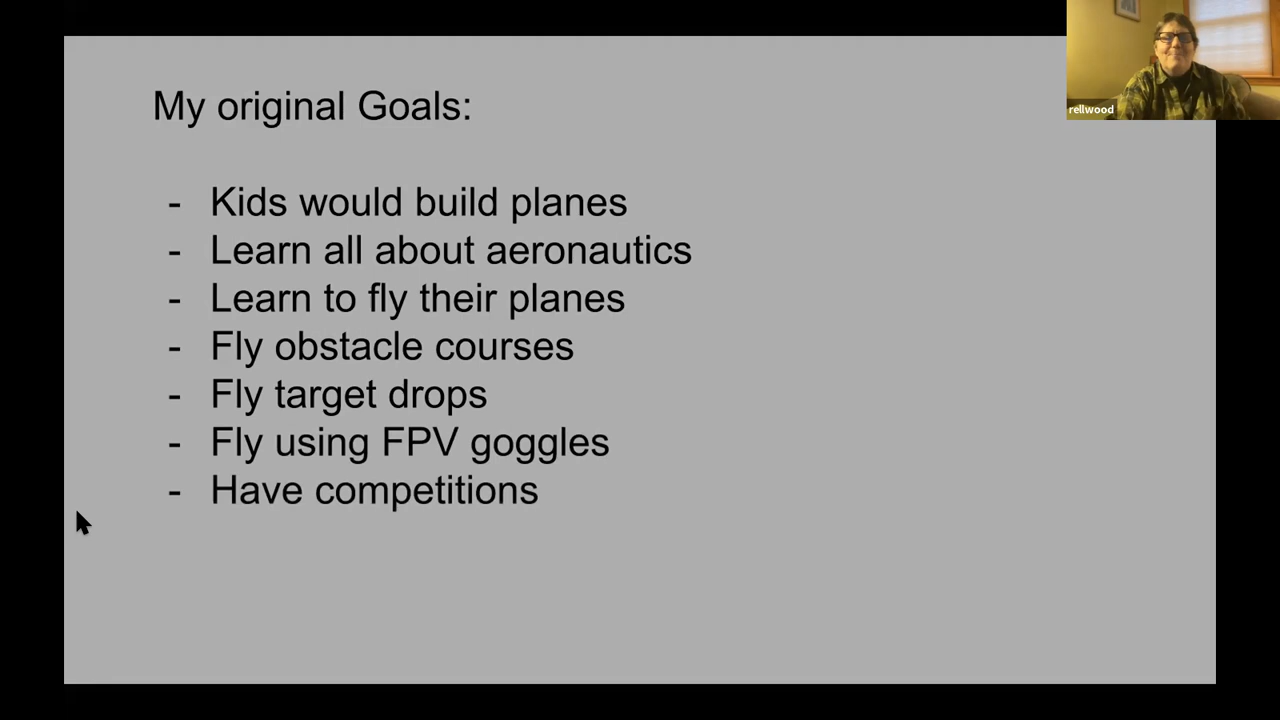 My original Goals:
- Kids would build planes
- Learn all about aeronautics
- Learn to fly their planes
- Fly obstacle courses
- Fly target drops
- Fly using FPV goggles
- Have competitions
rellwood